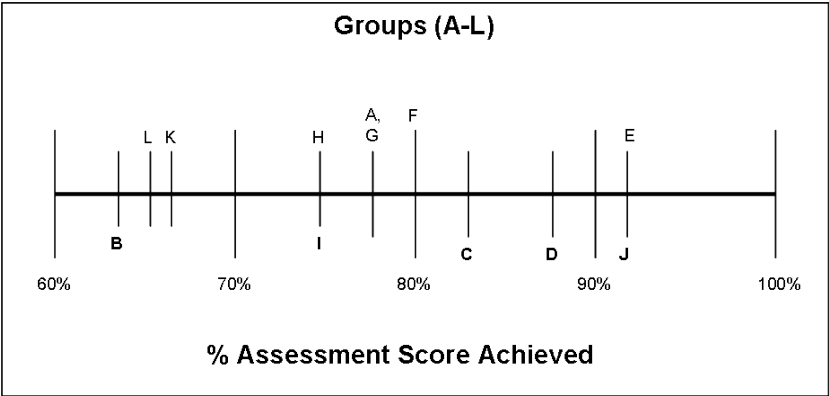 Groups (A-L)
A, F
L K H G E
B I C D J
60% 70% 80% 90% 100%
% Assessment Score Achieved